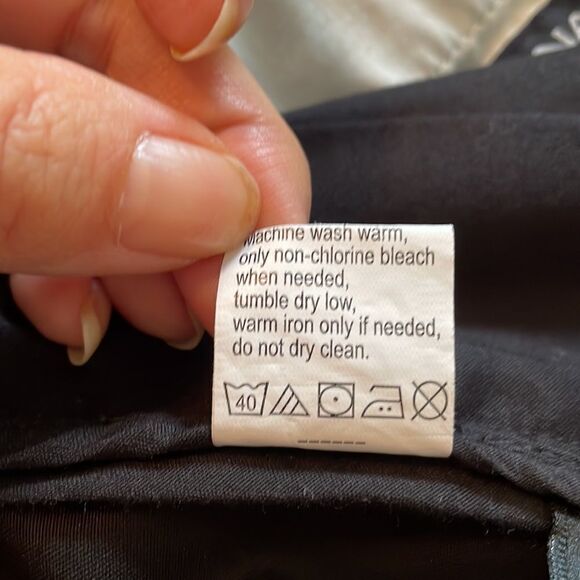 Machine wash warm,
only non-chlorine bleach
when needed,
tumble dry low,
warm iron only if needed,
do not dry clean.
40